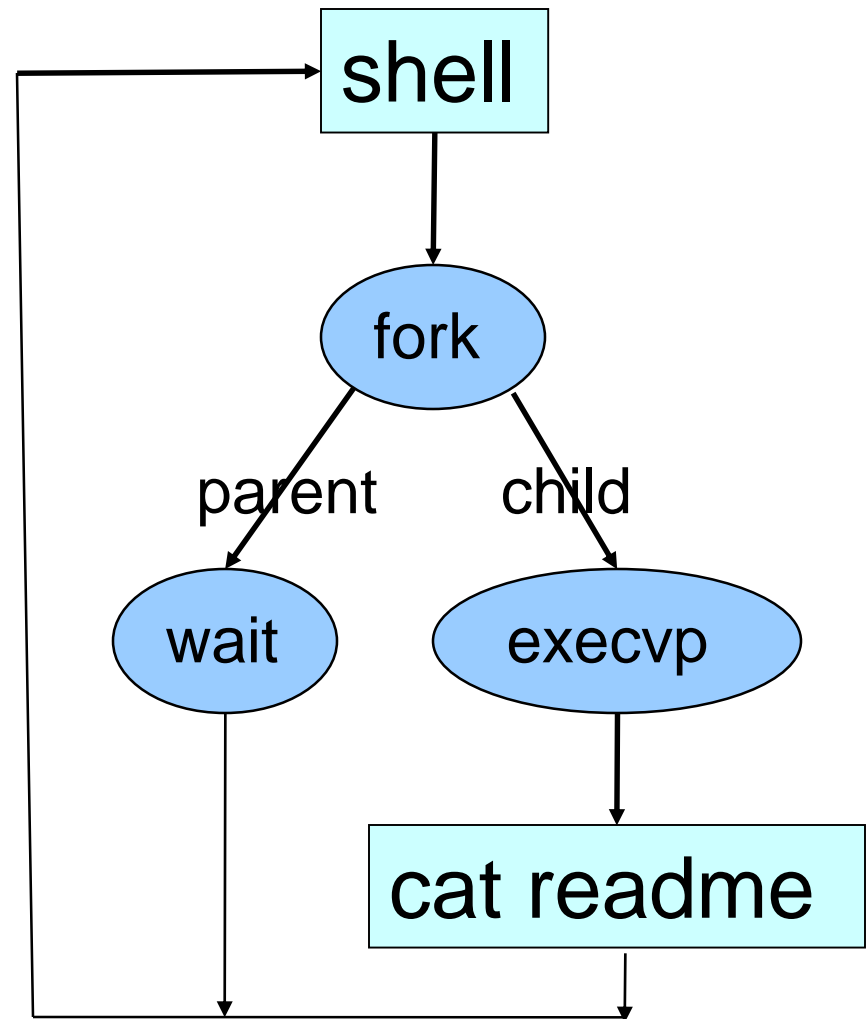 shell
fork
parent
child
wait
execvp
cat readme